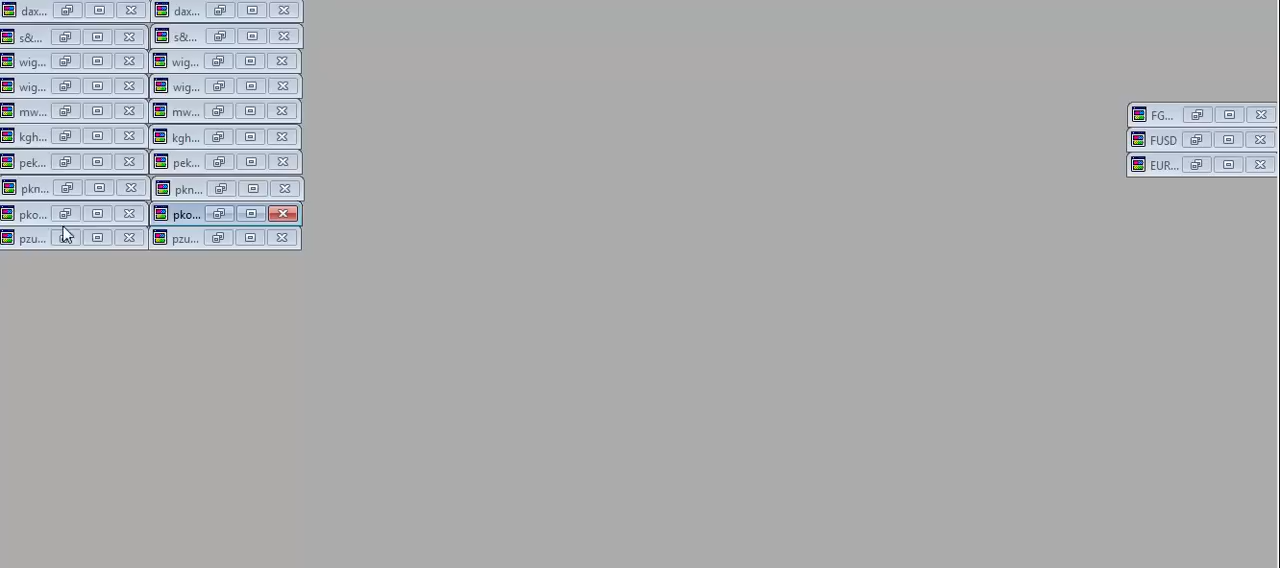 dax... dax...
s&... s&...
wig... wig...
wig... wig...
mw... mw...
FG...
kgh... kgh...
FUSD
pek... pek...
EUR...
pkn... pkn...
pko... pko...
pzu... pzu...